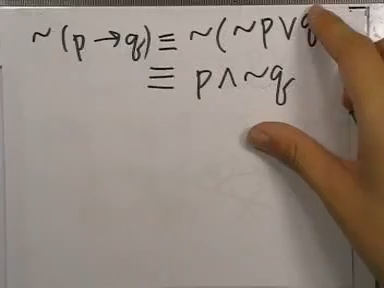 ~(p→q) ≡ ~(~p∨q
≡ p∧~q